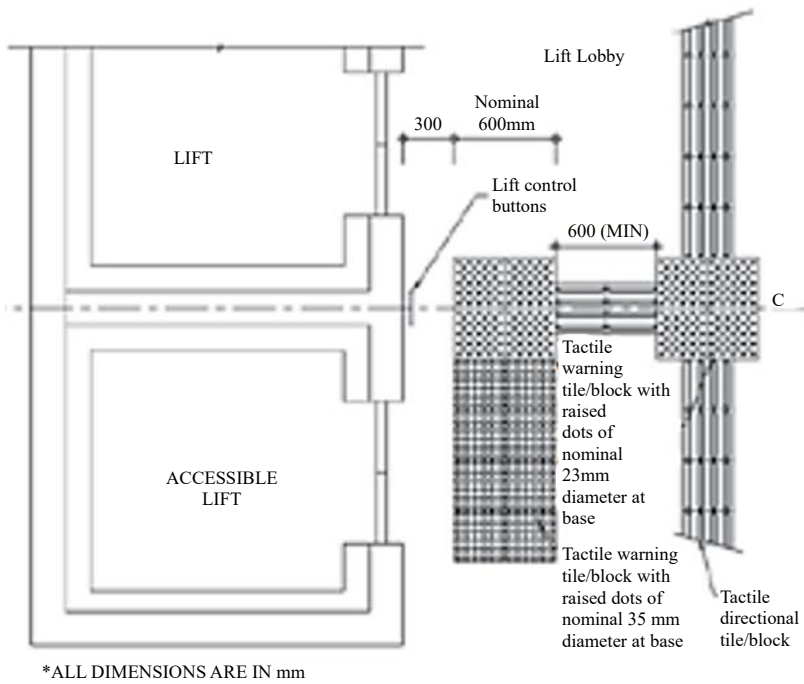 Lift Lobby
Nominal
300 600mm
LIFT
Lift control
buttons
600 (MIN)
C
Tactile
warning
tile/block with
raised
dots of
nominal
23mm
diameter at
base
ACCESSIBLE
LIFT
Tactile warning
tile/block with
raised dots of
nominal 35 mm
diameter at base
Tactile
directional
tile/block
*ALL DIMENSIONS ARE IN mm